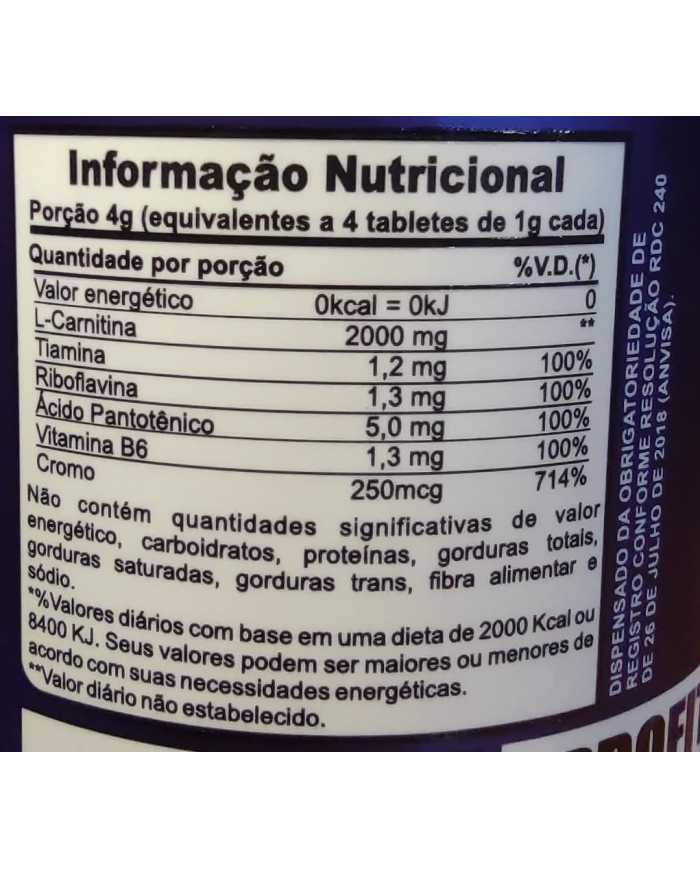 Informação Nutricional
Porção 4g (equivalentes a 4 tabletes de 1g cada)
Quantidade por porção %V.D.(*)
Valor energético 0kcal = 0kJ 0
L-Carnitina 2000 mg **
Tiamina 1,2 mg 100%
Riboflavina 1,3 mg 100%
Ácido Pantotênico 5,0 mg 100%
Vitamina B6 1,3 mg 100%
Cromo 250mcg 714%
Não contém quantidades significativas de valor
energético, carboidratos, proteínas, gorduras totais,
gorduras saturadas, gorduras trans, fibra alimentar e
sódio.
*%Valores diários com base em uma dieta de 2000 Kcal ou
8400 KJ. Seus valores podem ser maiores ou menores de
acordo com suas necessidades energéticas.
**Valor diário não estabelecido.
DISPENSADO DA OBRIGATORIEDADE DE
REGISTRO CONFORME RESOLUÇÃO RDC 240
DE 26 DE JULHO DE 2018 (ANVISA).